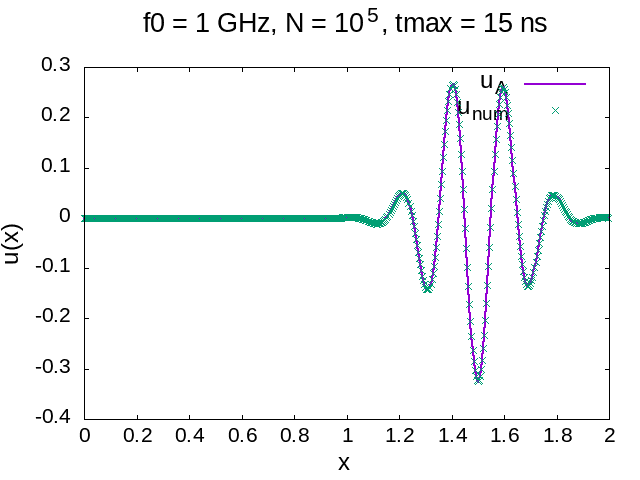 f0 = 1 GHz, N = 10^5, tmax = 15 ns
0.3
0.2
0.1
0
-0.1
-0.2
-0.3
-0.4
u(x)
u_A
u_num
0 0.2 0.4 0.6 0.8 1 1.2 1.4 1.6 1.8 2
x